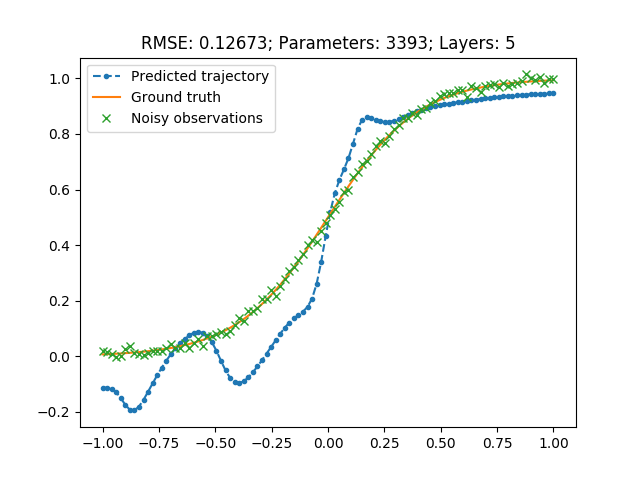 RMSE: 0.12673; Parameters: 3393; Layers: 5
Predicted trajectory
Ground truth
Noisy observations
1.0
0.8
0.6
0.4
0.2
0.0
−0.2
−1.00 −0.75 −0.50 −0.25 0.00 0.25 0.50 0.75 1.00